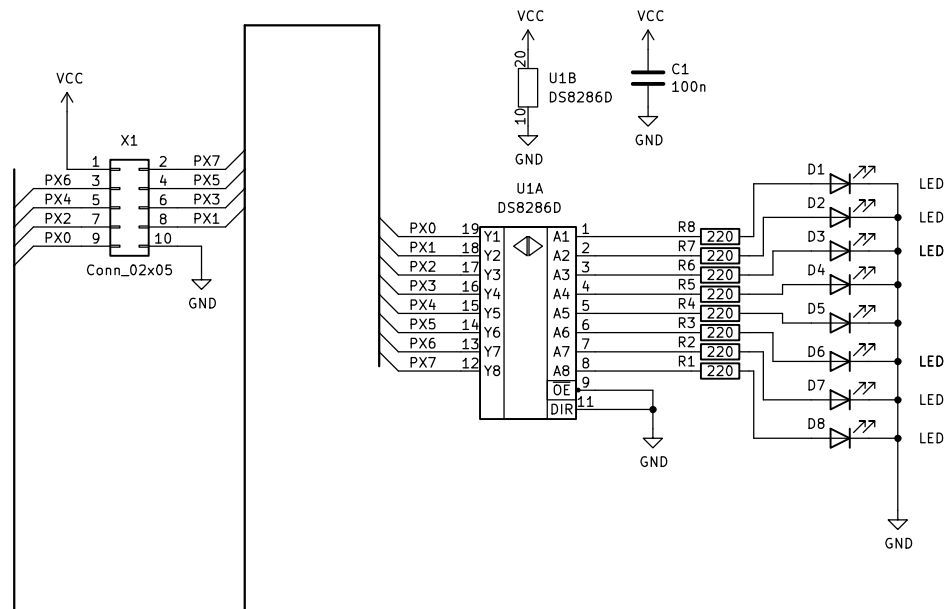 VCC
X1
1 2 PX7
PX6 3 4 PX5
PX4 5 6 PX3
PX2 7 8 PX1
PX0 9 10
Conn_02x05
GND
VCC
20
U1B
DS8286D
10
GND
VCC
C1
100n
GND
U1A
DS8286D
PX0 19 Y1 A1 1 R8 220
PX1 18 Y2 A2 2 R7 220
PX2 17 Y3 A3 3 R6 220
PX3 16 Y4 A4 4 R5 220
PX4 15 Y5 A5 5 R4 220
PX5 14 Y6 A6 6 R3 220
PX6 13 Y7 A7 7 R2 220
PX7 12 Y8 A8 8 R1 220
OE 9
DIR 11
GND
D1 LED
D2 LED
D3 LED
D4
D5
D6 LED
D7 LED
D8 LED
GND